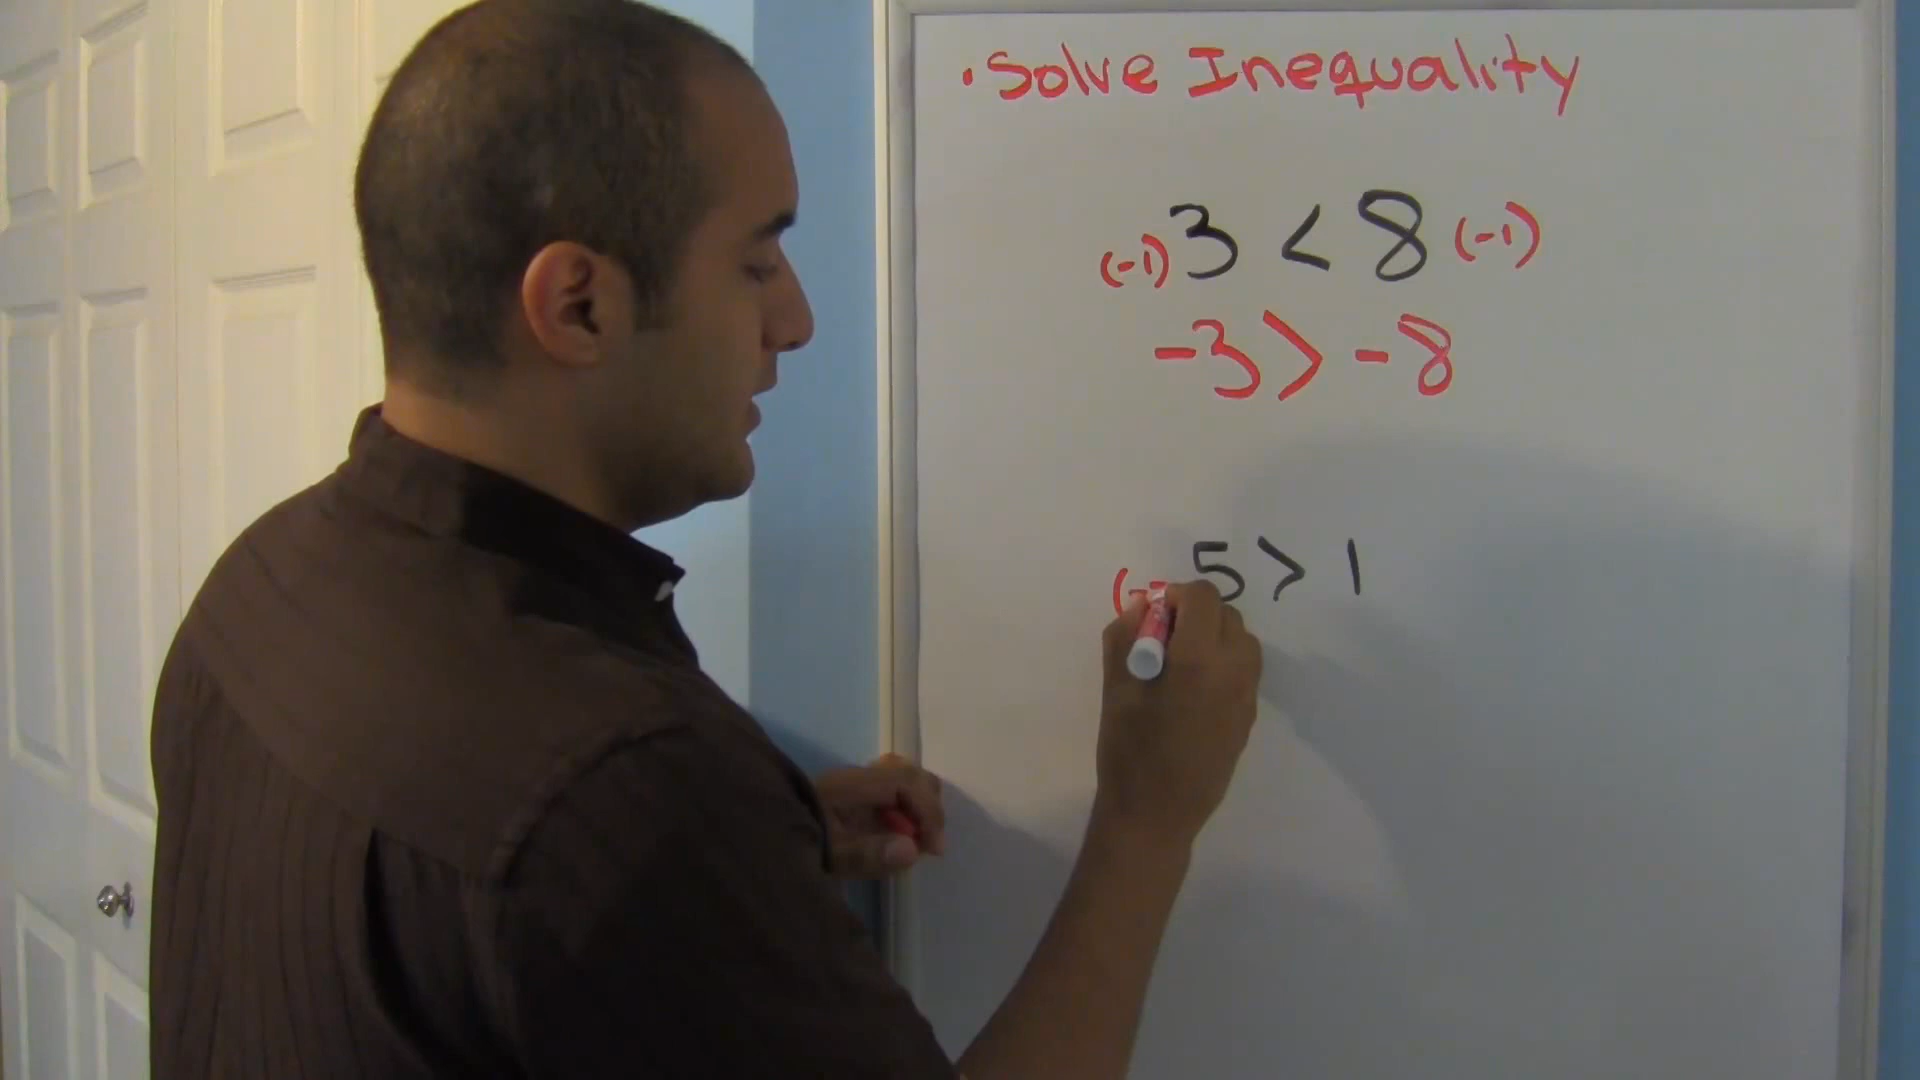 · Solve Inequality
(-1) 3 < 8 (-1)
-3 > -8
(- 5 > 1